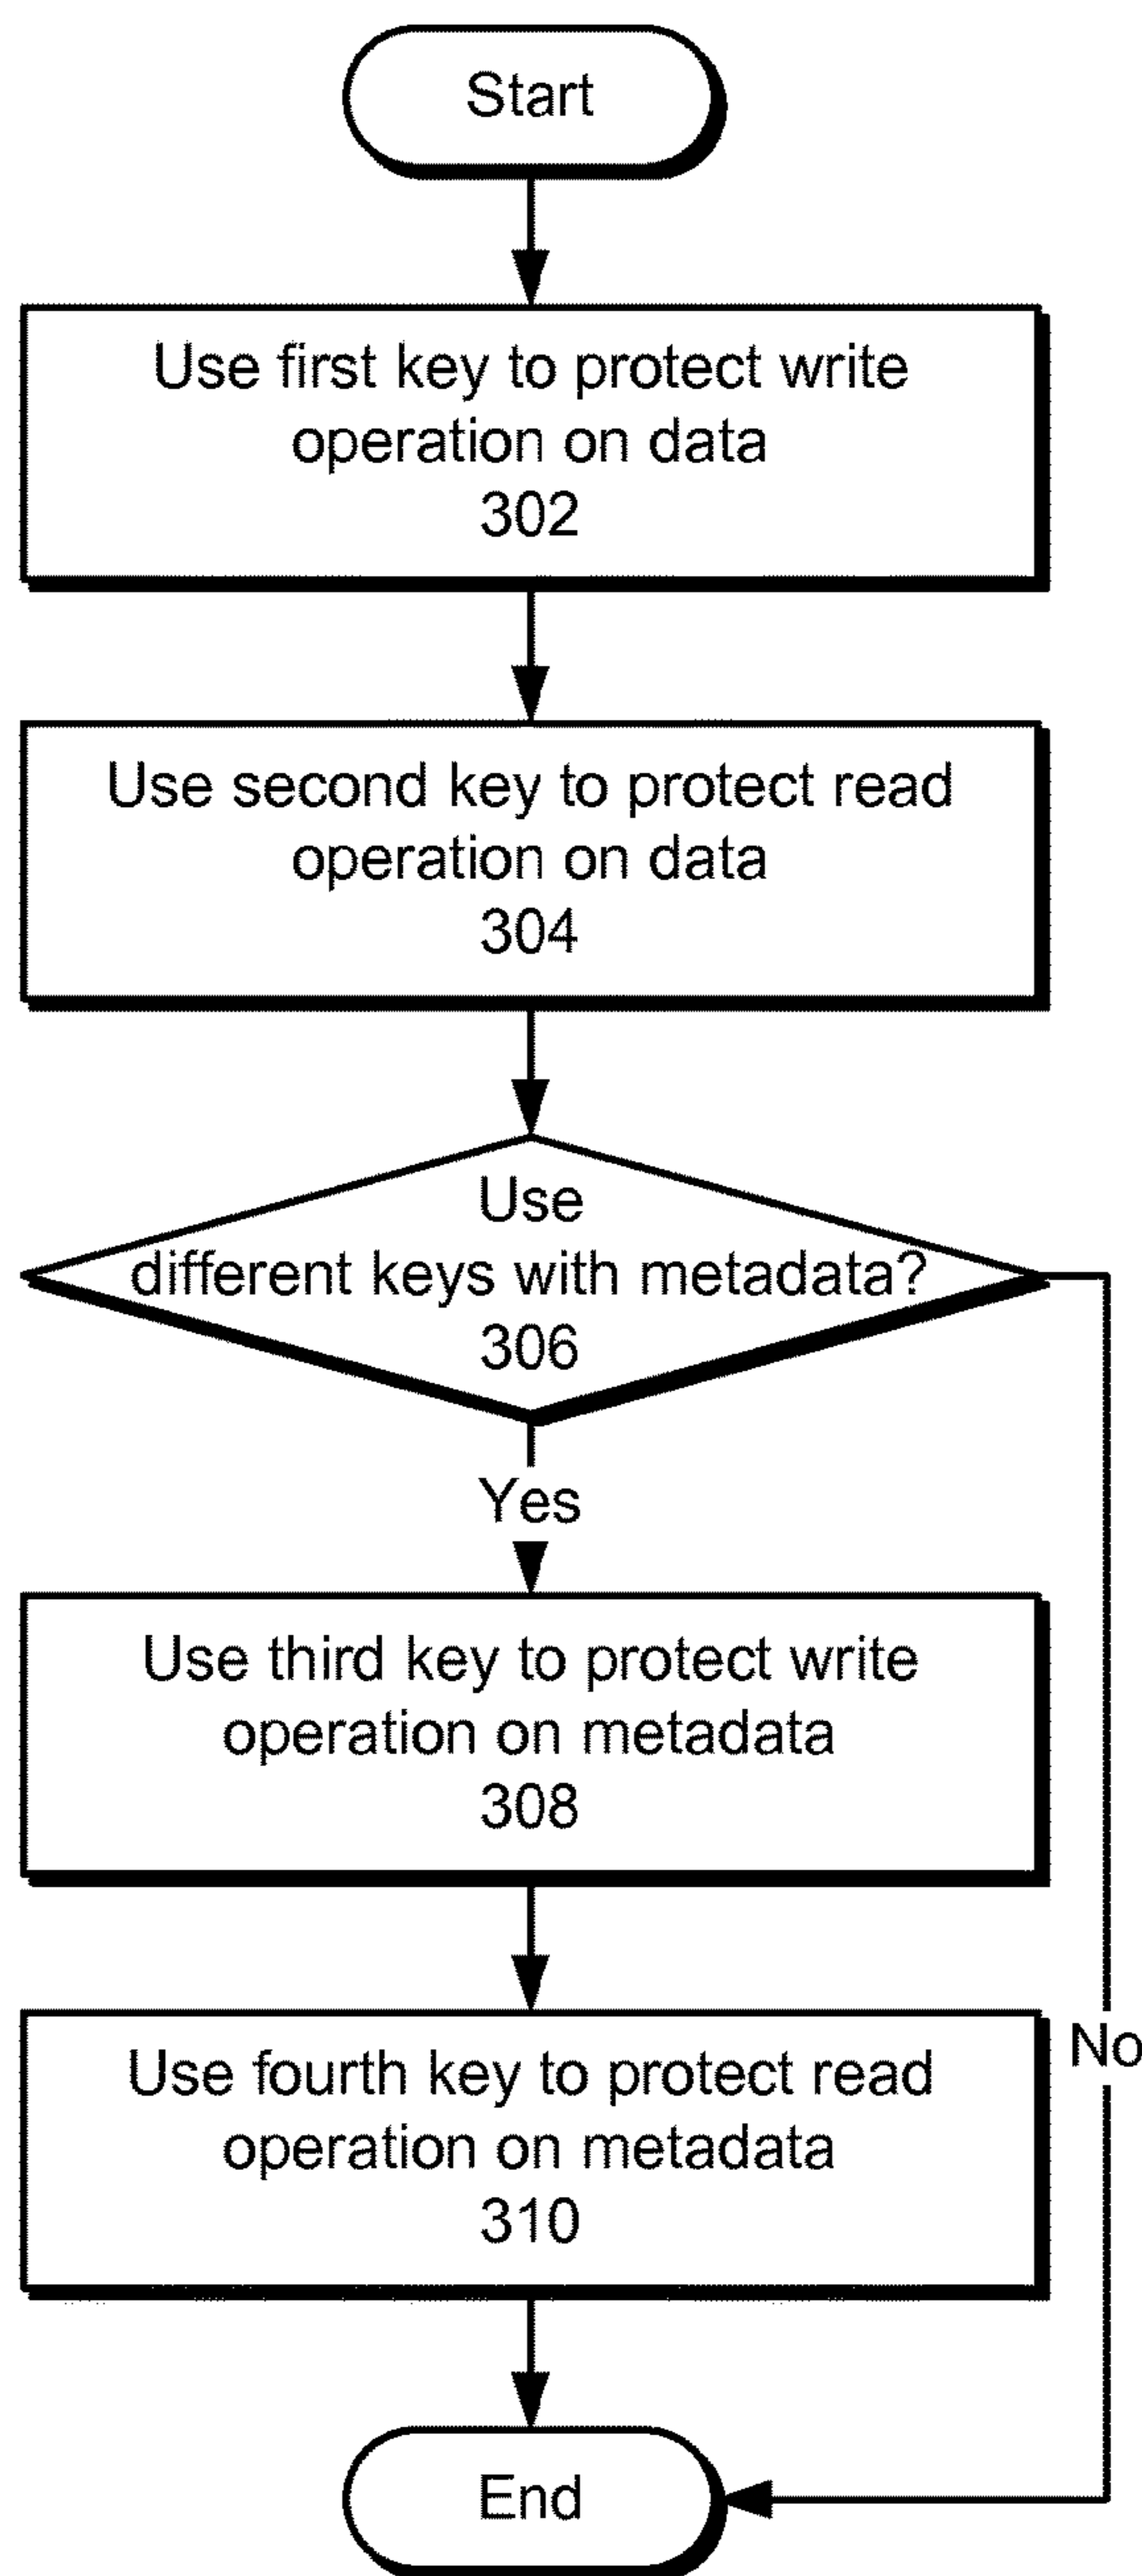 Start
Use first key to protect write
operation on data
302
Use second key to protect read
operation on data
304
Use
different keys with metadata?
306
Yes
Use third key to protect write
operation on metadata
308
Use fourth key to protect read
operation on metadata
310
No
End